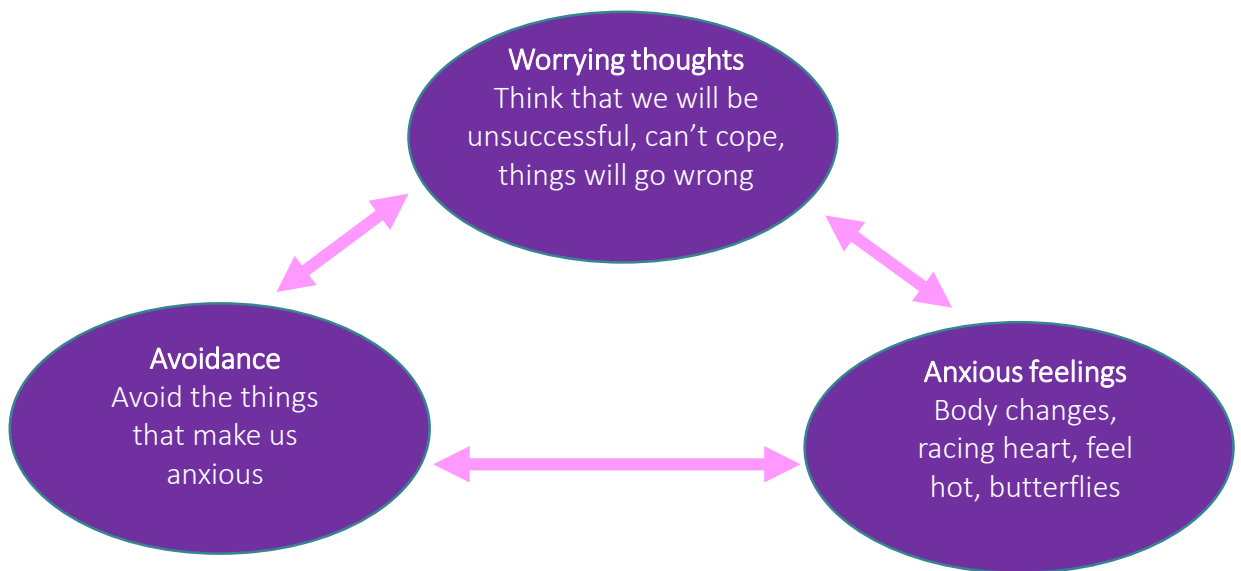 Worrying thoughts
Think that we will be
unsuccessful, can’t cope,
things will go wrong
Avoidance
Avoid the things
that make us
anxious
Anxious feelings
Body changes,
racing heart, feel
hot, butterflies